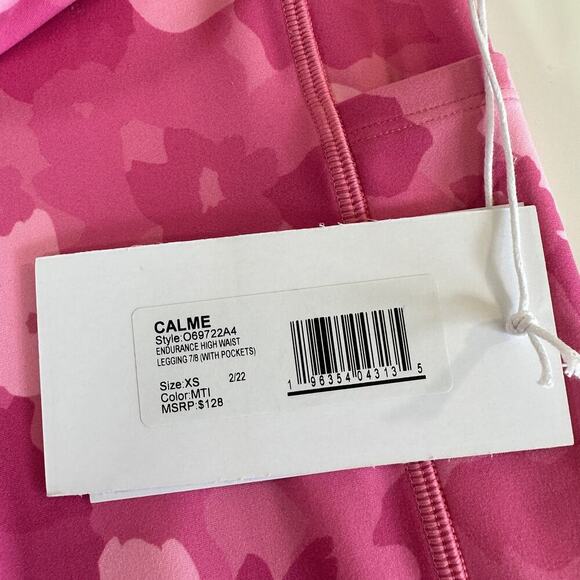 CALME
Style:O69722A4
ENDURANCE HIGH WAIST
LEGGING 7/8 (WITH POCKETS)
Size:XS 2/22
Color:MTI
MSRP:$128
1 96354 04313 5